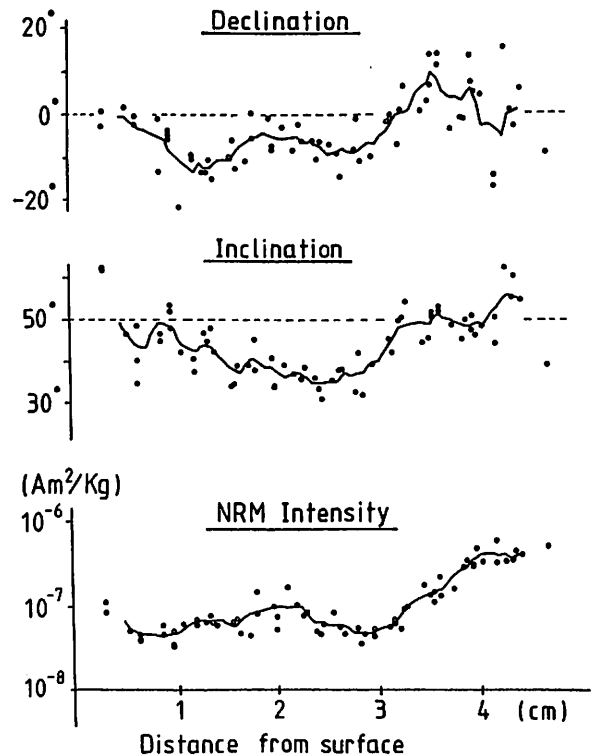 Declination
20°
0°
-20°
Inclination
50°
30°
(Am²/Kg)
NRM Intensity
10⁻⁶
10⁻⁷
10⁻⁸
1 2 3 4 (cm)
Distance from surface